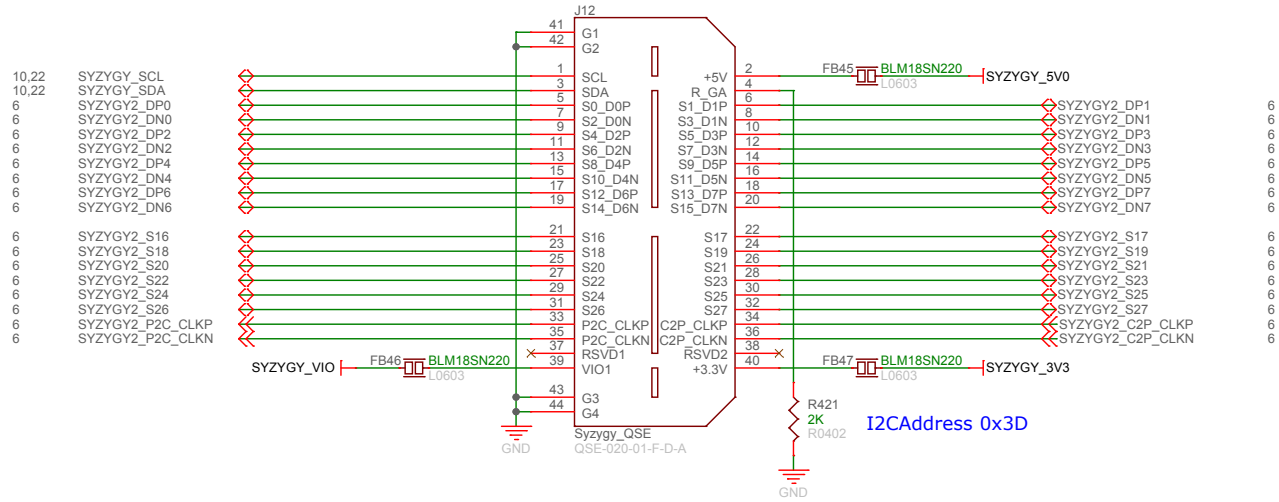 J12
41 G1
42 G2
10,22 SYZYGY_SCL 1 SCL +5V 2 FB45 BLM18SN220 L0603 SYZYGY_5V0
10,22 SYZYGY_SDA 3 SDA R_GA 4
6 SYZYGY2_DP0 5 S0_D0P S1_D1P 6 SYZYGY2_DP1 6
6 SYZYGY2_DN0 7 S2_D0N S3_D1N 8 SYZYGY2_DN1 6
6 SYZYGY2_DP2 9 S4_D2P S5_D3P 10 SYZYGY2_DP3 6
6 SYZYGY2_DN2 11 S6_D2N S7_D3N 12 SYZYGY2_DN3 6
6 SYZYGY2_DP4 13 S8_D4P S9_D5P 14 SYZYGY2_DP5 6
6 SYZYGY2_DN4 15 S10_D4N S11_D5N 16 SYZYGY2_DN5 6
6 SYZYGY2_DP6 17 S12_D6P S13_D7P 18 SYZYGY2_DP7 6
6 SYZYGY2_DN6 19 S14_D6N S15_D7N 20 SYZYGY2_DN7 6
6 SYZYGY2_S16 21 S16 S17 22 SYZYGY2_S17 6
6 SYZYGY2_S18 23 S18 S19 24 SYZYGY2_S19 6
6 SYZYGY2_S20 25 S20 S21 26 SYZYGY2_S21 6
6 SYZYGY2_S22 27 S22 S23 28 SYZYGY2_S23 6
6 SYZYGY2_S24 29 S24 S25 30 SYZYGY2_S25 6
6 SYZYGY2_S26 31 S26 S27 32 SYZYGY2_S27 6
6 SYZYGY2_P2C_CLKP 33 P2C_CLKP C2P_CLKP 34 SYZYGY2_C2P_CLKP 6
6 SYZYGY2_P2C_CLKN 35 P2C_CLKN C2P_CLKN 36 SYZYGY2_C2P_CLKN 6
37 RSVD1 RSVD2 38
SYZYGY_VIO FB46 BLM18SN220 L0603 39 VIO1 +3.3V 40 FB47 BLM18SN220 L0603 SYZYGY_3V3
43 G3
44 G4
R421
2K
R0402
I2CAddress 0x3D
Syzygy_QSE
QSE-020-01-F-D-A
GND
GND